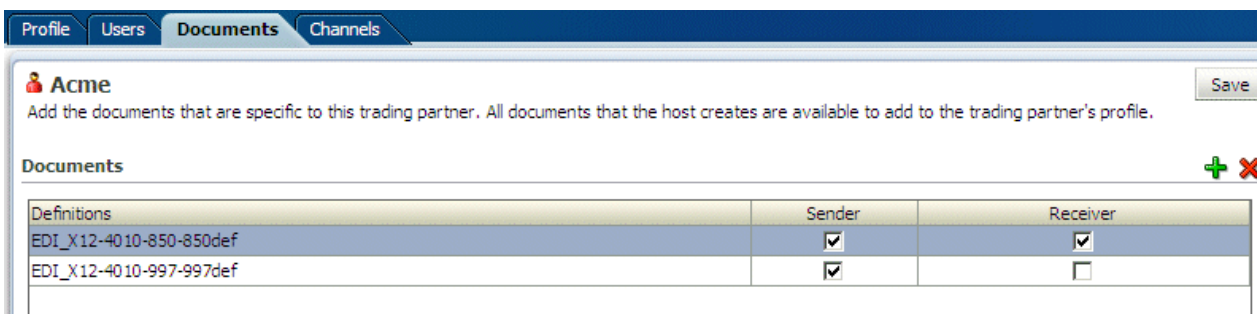 Profile Users Documents Channels
Acme
Save
Add the documents that are specific to this trading partner. All documents that the host creates are available to add to the trading partner's profile.
Documents
Definitions Sender Receiver
EDI_X12-4010-850-850def
EDI_X12-4010-997-997def